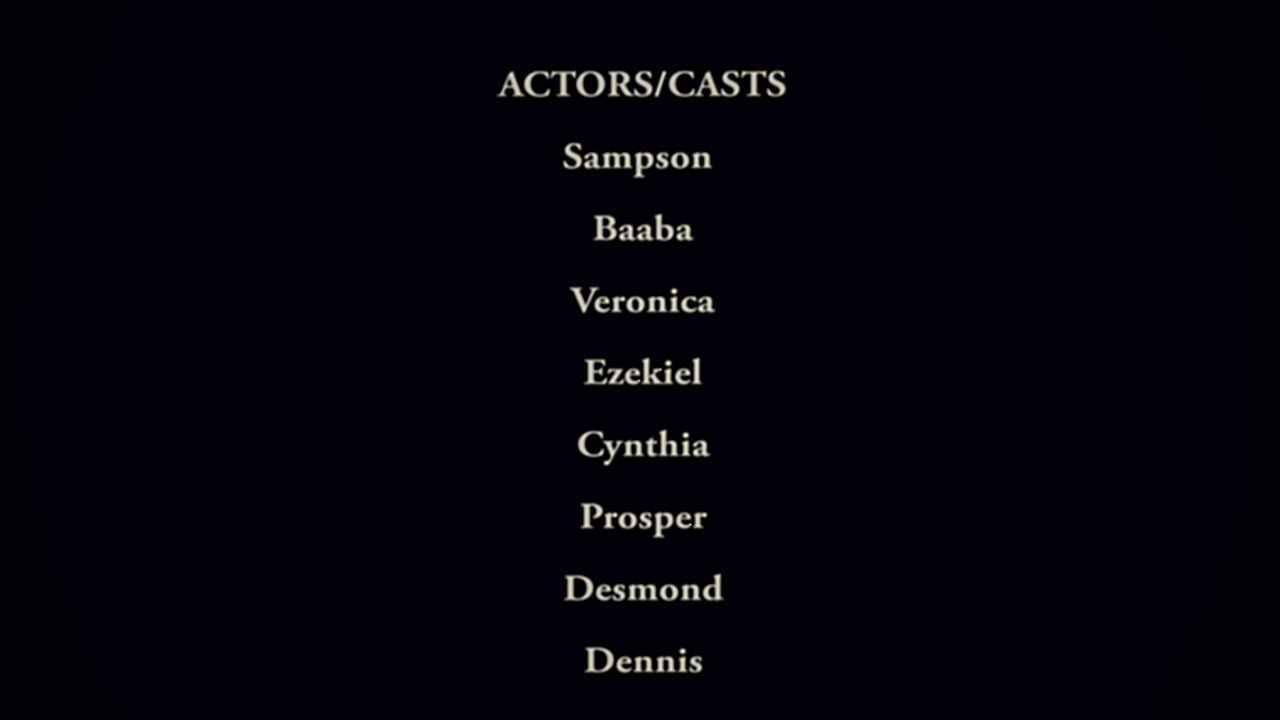 ACTORS/CASTS
Sampson
Baaba
Veronica
Ezekiel
Cynthia
Prosper
Desmond
Dennis